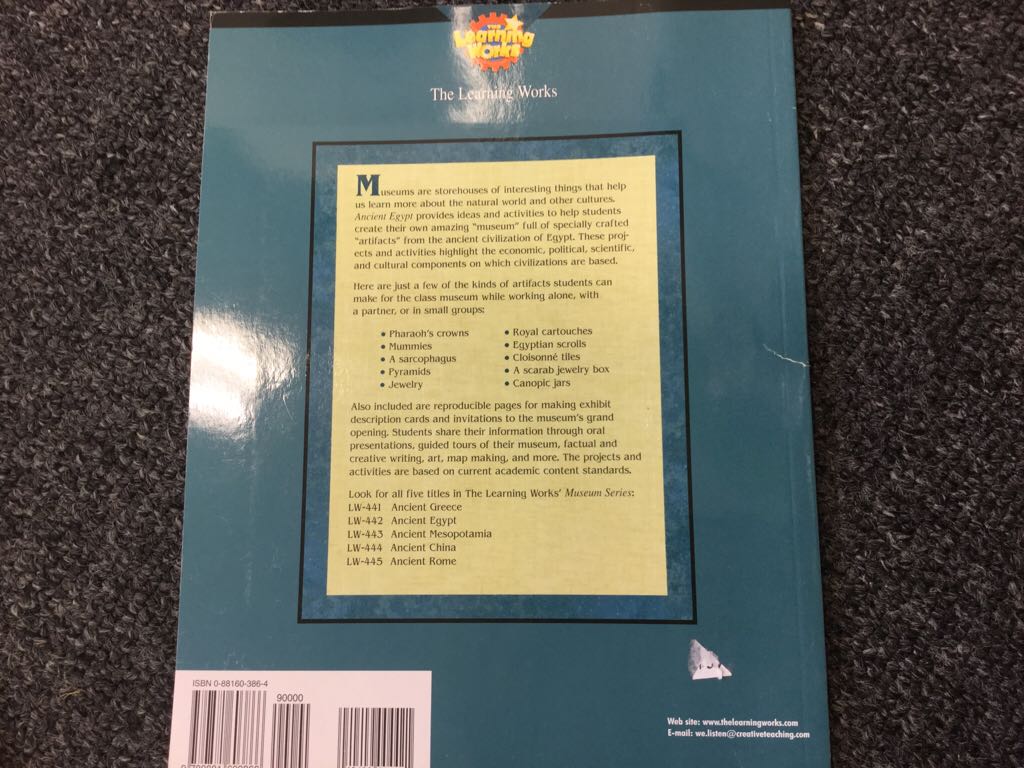 THE
Learning
Works
The Learning Works
Museums are storehouses of interesting things that help
us learn more about the natural world and other cultures.
Ancient Egypt provides ideas and activities to help students
create their own amazing "museum" full of specially crafted
"artifacts" from the ancient civilization of Egypt. These proj-
ects and activities highlight the economic, political, scientific,
and cultural components on which civilizations are based.
Here are just a few of the kinds of artifacts students can
make for the class museum while working alone, with
a partner, or in small groups:
• Pharaoh's crowns
• Mummies
• A sarcophagus
• Pyramids
• Jewelry
• Royal cartouches
• Egyptian scrolls
• Cloisonné tiles
• A scarab jewelry box
• Canopic jars
Also included are reproducible pages for making exhibit
description cards and invitations to the museum's grand
opening. Students share their information through oral
presentations, guided tours of their museum, factual and
creative writing, art, map making, and more. The projects and
activities are based on current academic content standards.
Look for all five titles in The Learning Works' Museum Series:
LW-441 Ancient Greece
LW-442 Ancient Egypt
LW-443 Ancient Mesopotamia
LW-444 Ancient China
LW-445 Ancient Rome
ISBN 0-88160-386-4
90000
Web site: www.thelearningworks.com
E-mail: we.listen@creativeteaching.com